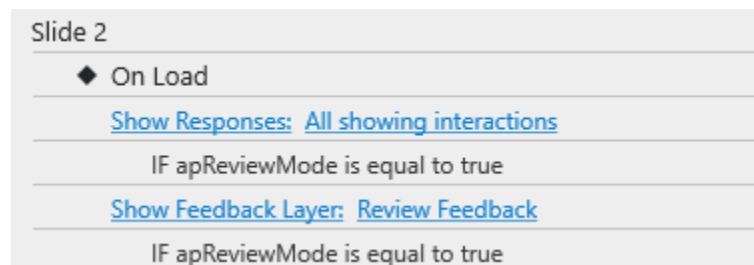 Slide 2
◆ On Load
Show Responses: All showing interactions
IF apReviewMode is equal to true
Show Feedback Layer: Review Feedback
IF apReviewMode is equal to true